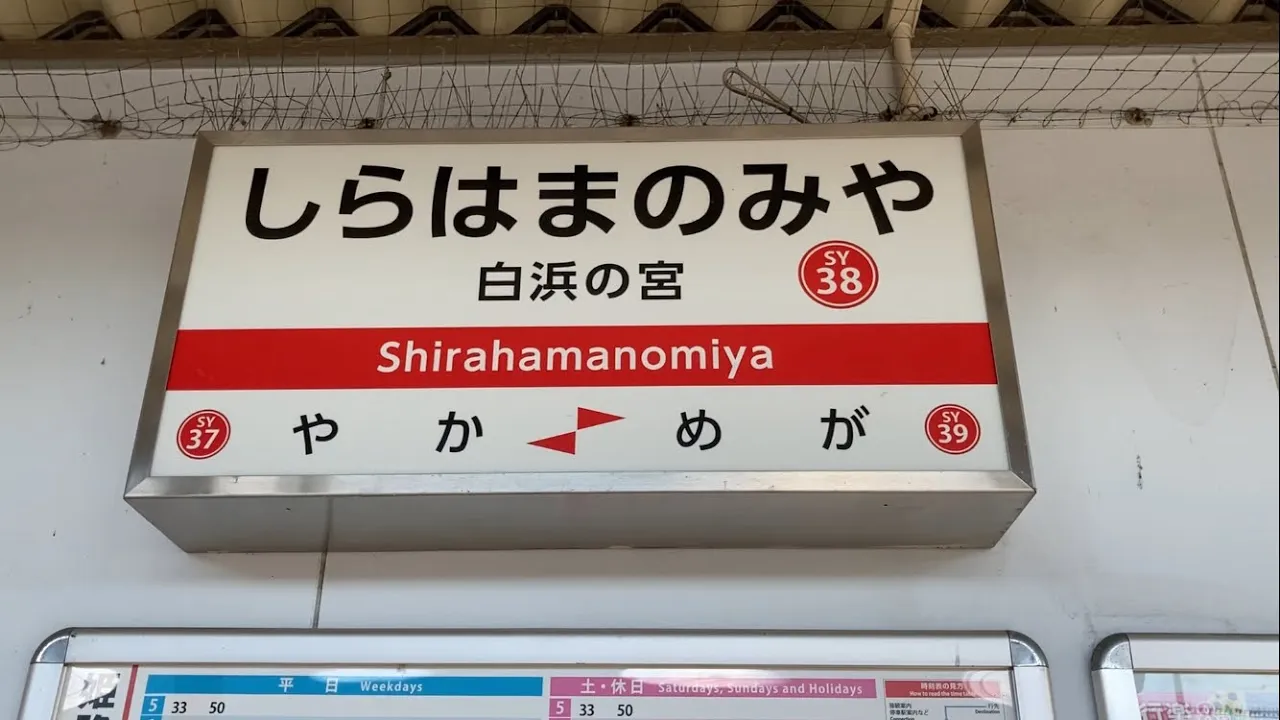 しらはまのみや
白浜の宮
SY
38
Shirahamanomiya
SY
37
やか
めが
SY
39
平日 Weekdays
土・休日 Saturdays, Sundays and Holidays
5 33 50
5 33 50